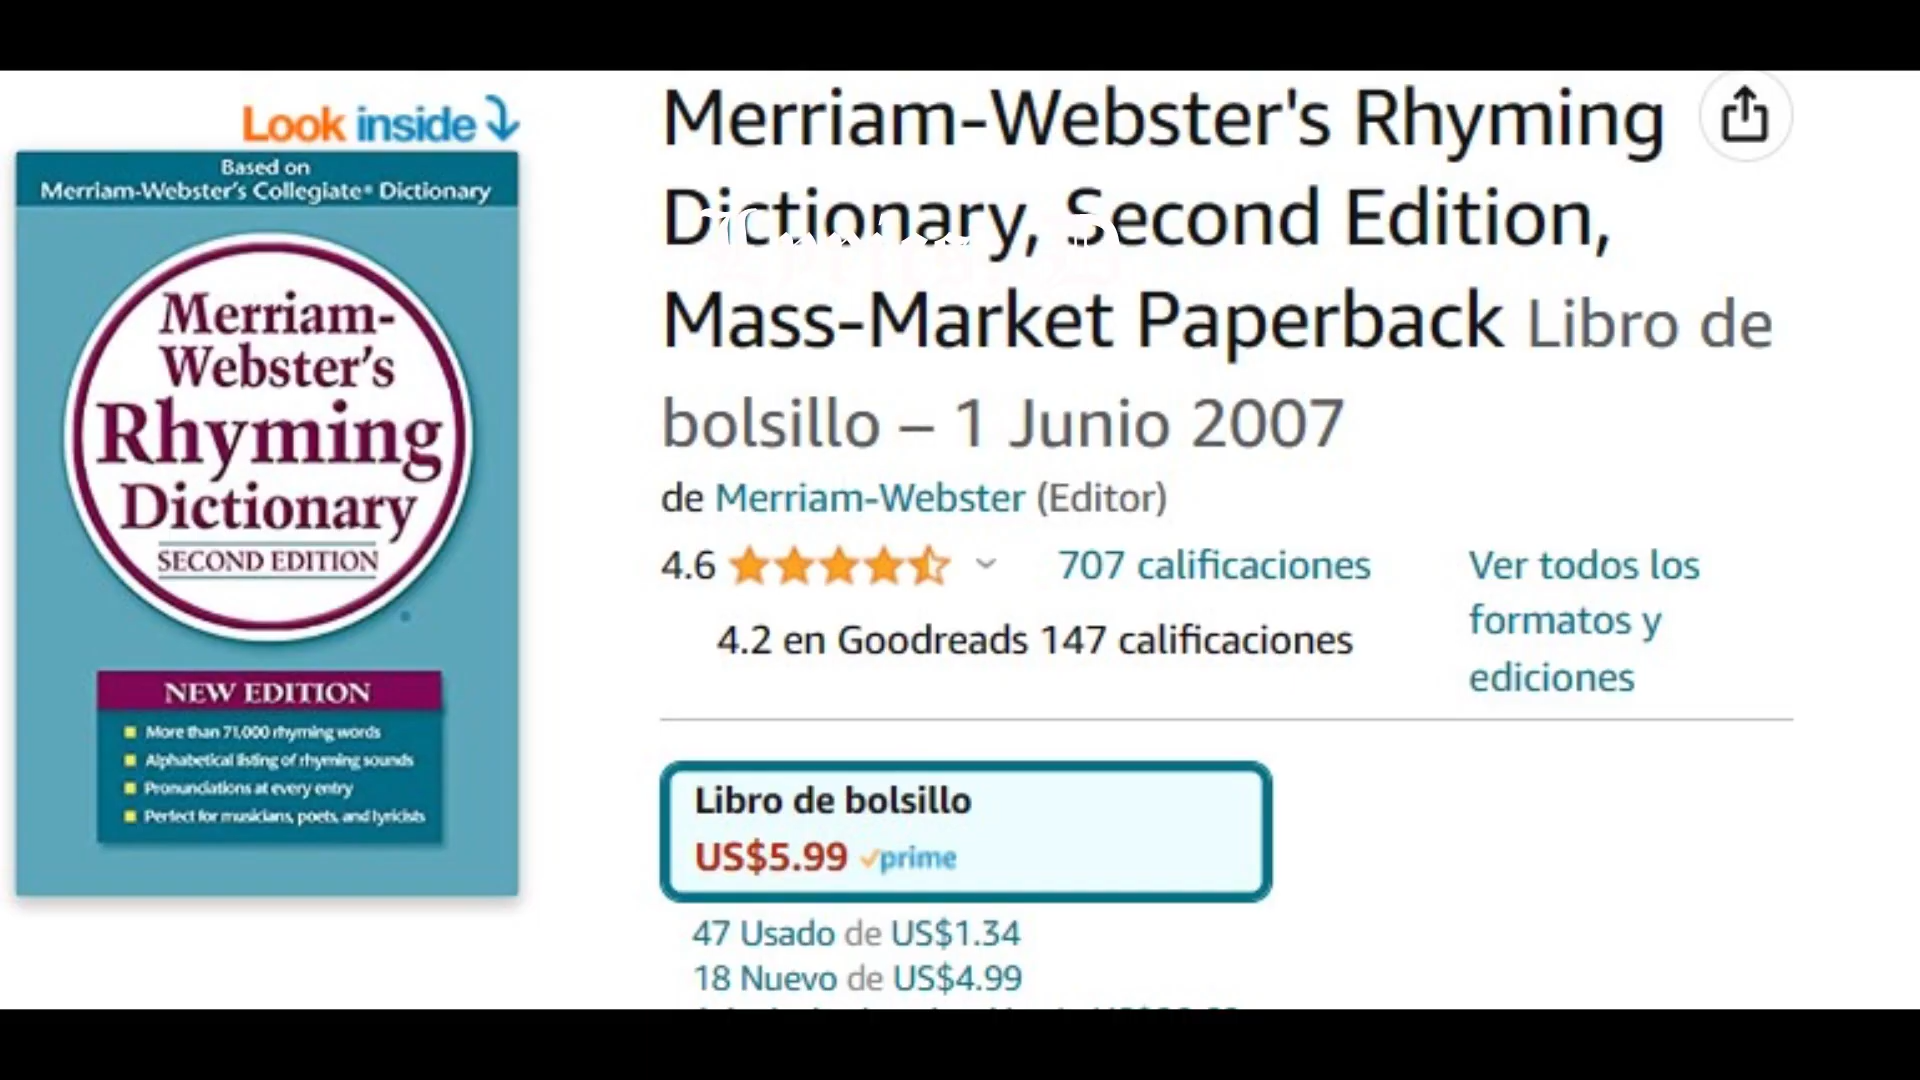 Look inside
Based on
Merriam-Webster's Collegiate® Dictionary
Merriam-
Webster's
Rhyming
Dictionary
SECOND EDITION
NEW EDITION
More than 71,000 rhyming words
Alphabetical listing of rhyming sounds
Pronunciations at every entry
Perfect for musicians, poets, and lyricists
Merriam-Webster's Rhyming
Dictionary, Second Edition,
Mass-Market Paperback Libro de
bolsillo – 1 Junio 2007
de Merriam-Webster (Editor)
4.6
707 calificaciones
4.2 en Goodreads 147 calificaciones
Ver todos los
formatos y
ediciones
Libro de bolsillo
US$5.99 prime
47 Usado de US$1.34
18 Nuevo de US$4.99